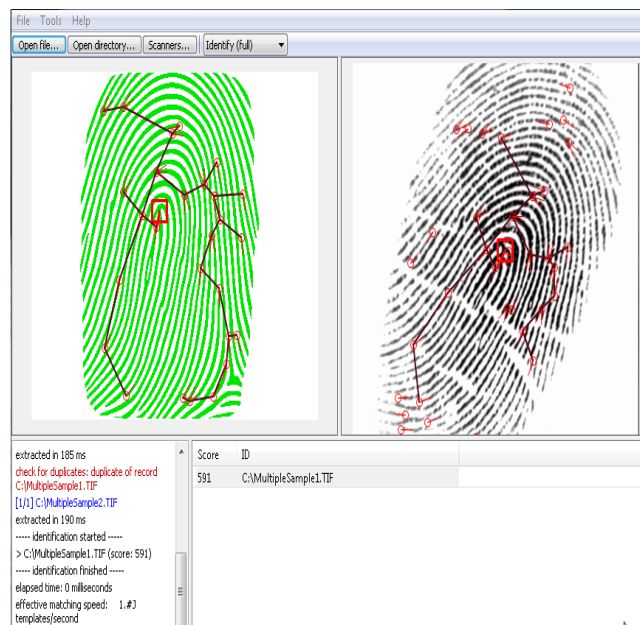 File Tools Help
Open file... Open directory... Scanners... Identify (full)
extracted in 185 ms
check for duplicates: duplicate of record
C:\MultipleSample1.TIF
[1/1] C:\MultipleSample2.TIF
extracted in 190 ms
----- identification started -----
> C:\MultipleSample1.TIF (score: 591)
----- identification finished -----
elapsed time: 0 milliseconds
effective matching speed: 1.#J
templates/second
Score ID
591 C:\MultipleSample1.TIF